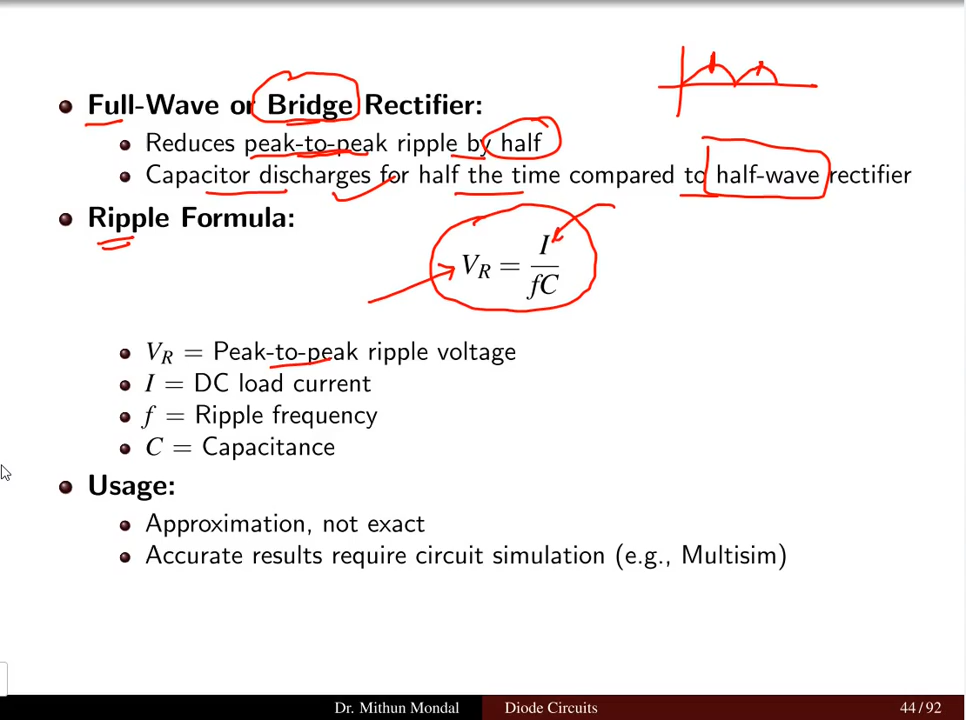 Full-Wave or Bridge Rectifier:
Reduces peak-to-peak ripple by half
Capacitor discharges for half the time compared to half-wave rectifier
Ripple Formula:
V_R = I / fC
V_R = Peak-to-peak ripple voltage
I = DC load current
f = Ripple frequency
C = Capacitance
Usage:
Approximation, not exact
Accurate results require circuit simulation (e.g., Multisim)
Dr. Mithun Mondal Diode Circuits 44 / 92